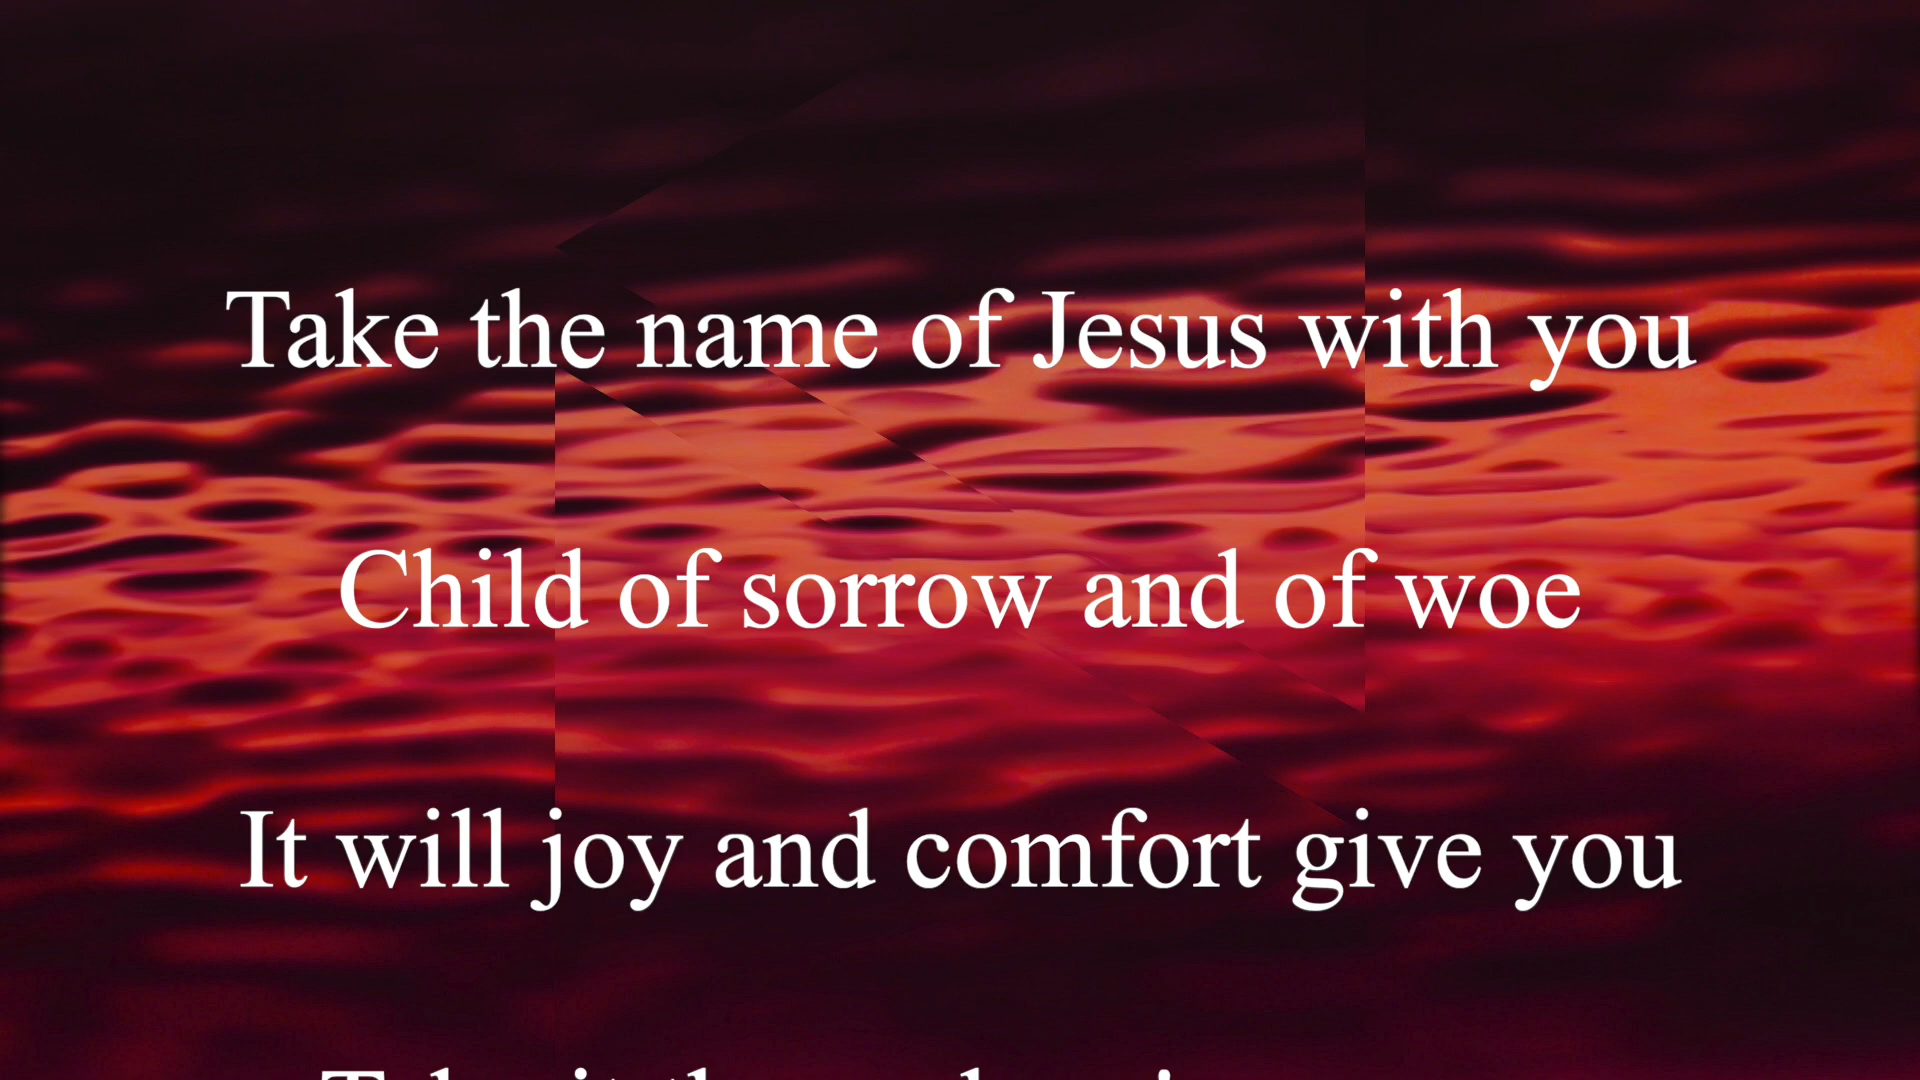 Take the name of Jesus with you
Child of sorrow and of woe
It will joy and comfort give you